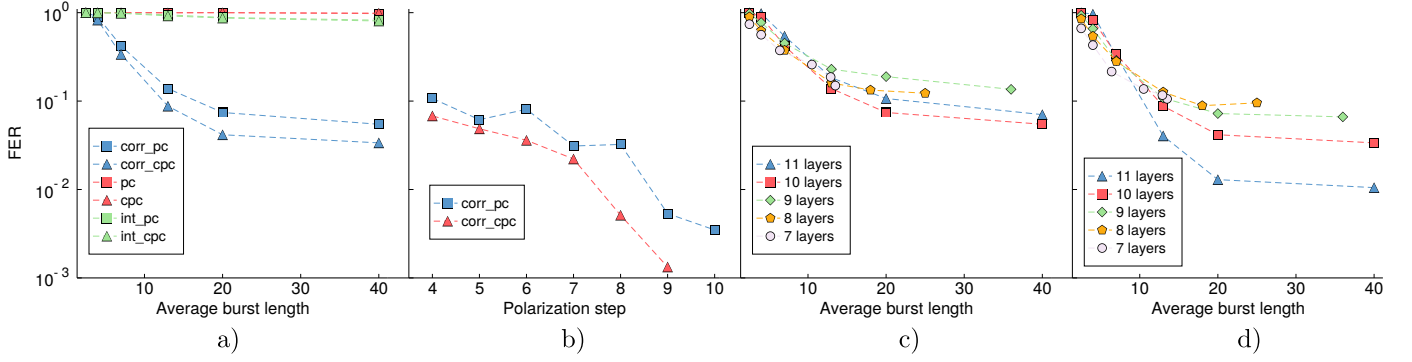 FER
10^0
10^-1
10^-2
10^-3
corr_pc
corr_cpc
pc
cpc
int_pc
int_cpc
10 20 30 40
Average burst length
a)
corr_pc
corr_cpc
4 5 6 7 8 9 10
Polarization step
b)
11 layers
10 layers
9 layers
8 layers
7 layers
10 20 30 40
Average burst length
c)
11 layers
10 layers
9 layers
8 layers
7 layers
10 20 30 40
Average burst length
d)